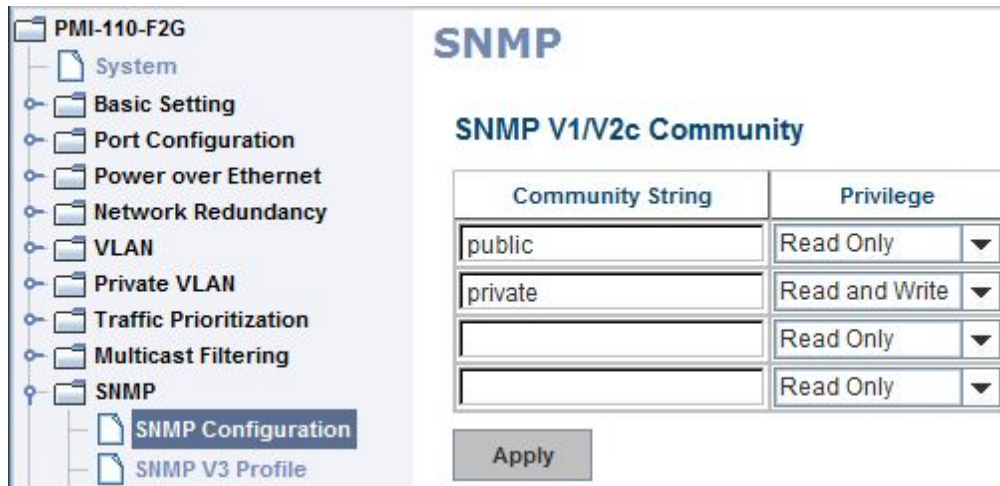 PMI-110-F2G
System
Basic Setting
Port Configuration
Power over Ethernet
Network Redundancy
VLAN
Private VLAN
Traffic Prioritization
Multicast Filtering
SNMP
SNMP Configuration
SNMP V3 Profile
SNMP
SNMP V1/V2c Community
Community String Privilege
public Read Only
private Read and Write
Read Only
Read Only
Apply